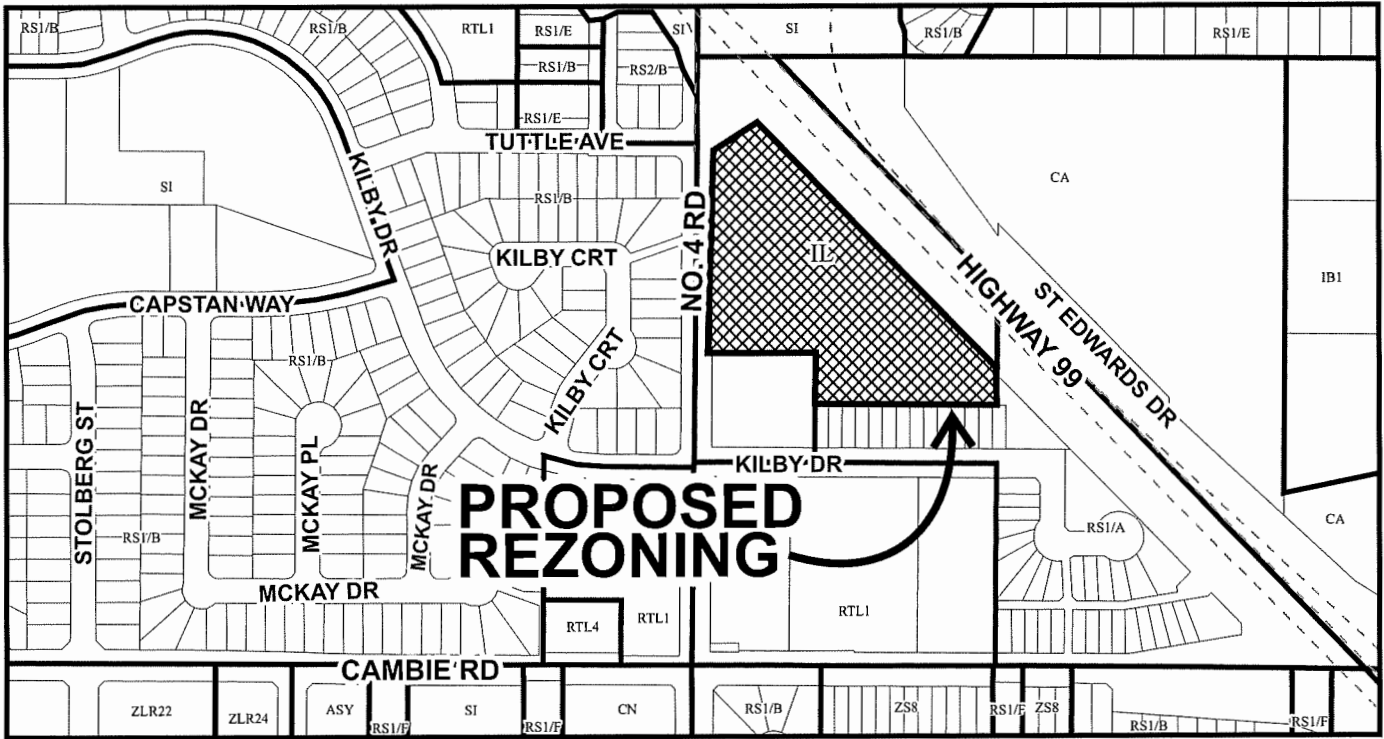 RS1/B
RS1/B
RTL1
RS1/E
SI
SI
RS1/B
RS1/E
RS1/B
RS2/B
RS1/E
TUTTLE AVE
SI
KILBY DR
RS1/B
NO. 4 RD
IL
CA
IB1
KILBY CRT
HIGHWAY 99
ST EDWARDS DR
CAPSTAN WAY
RS1/B
KILBY CRT
STOLBERG ST
MCKAY DR
MCKAY PL
MCKAY DR
KILBY DR
PROPOSED
REZONING
RS1/B
RS1/A
CA
MCKAY DR
RTL4
RTL1
RTL1
CAMBIE RD
ZLR22
ZLR24
ASY
RS1/F
SI
RS1/F
CN
RS1/B
ZS8
RS1/F
ZS8
RS1/B
RS1/F